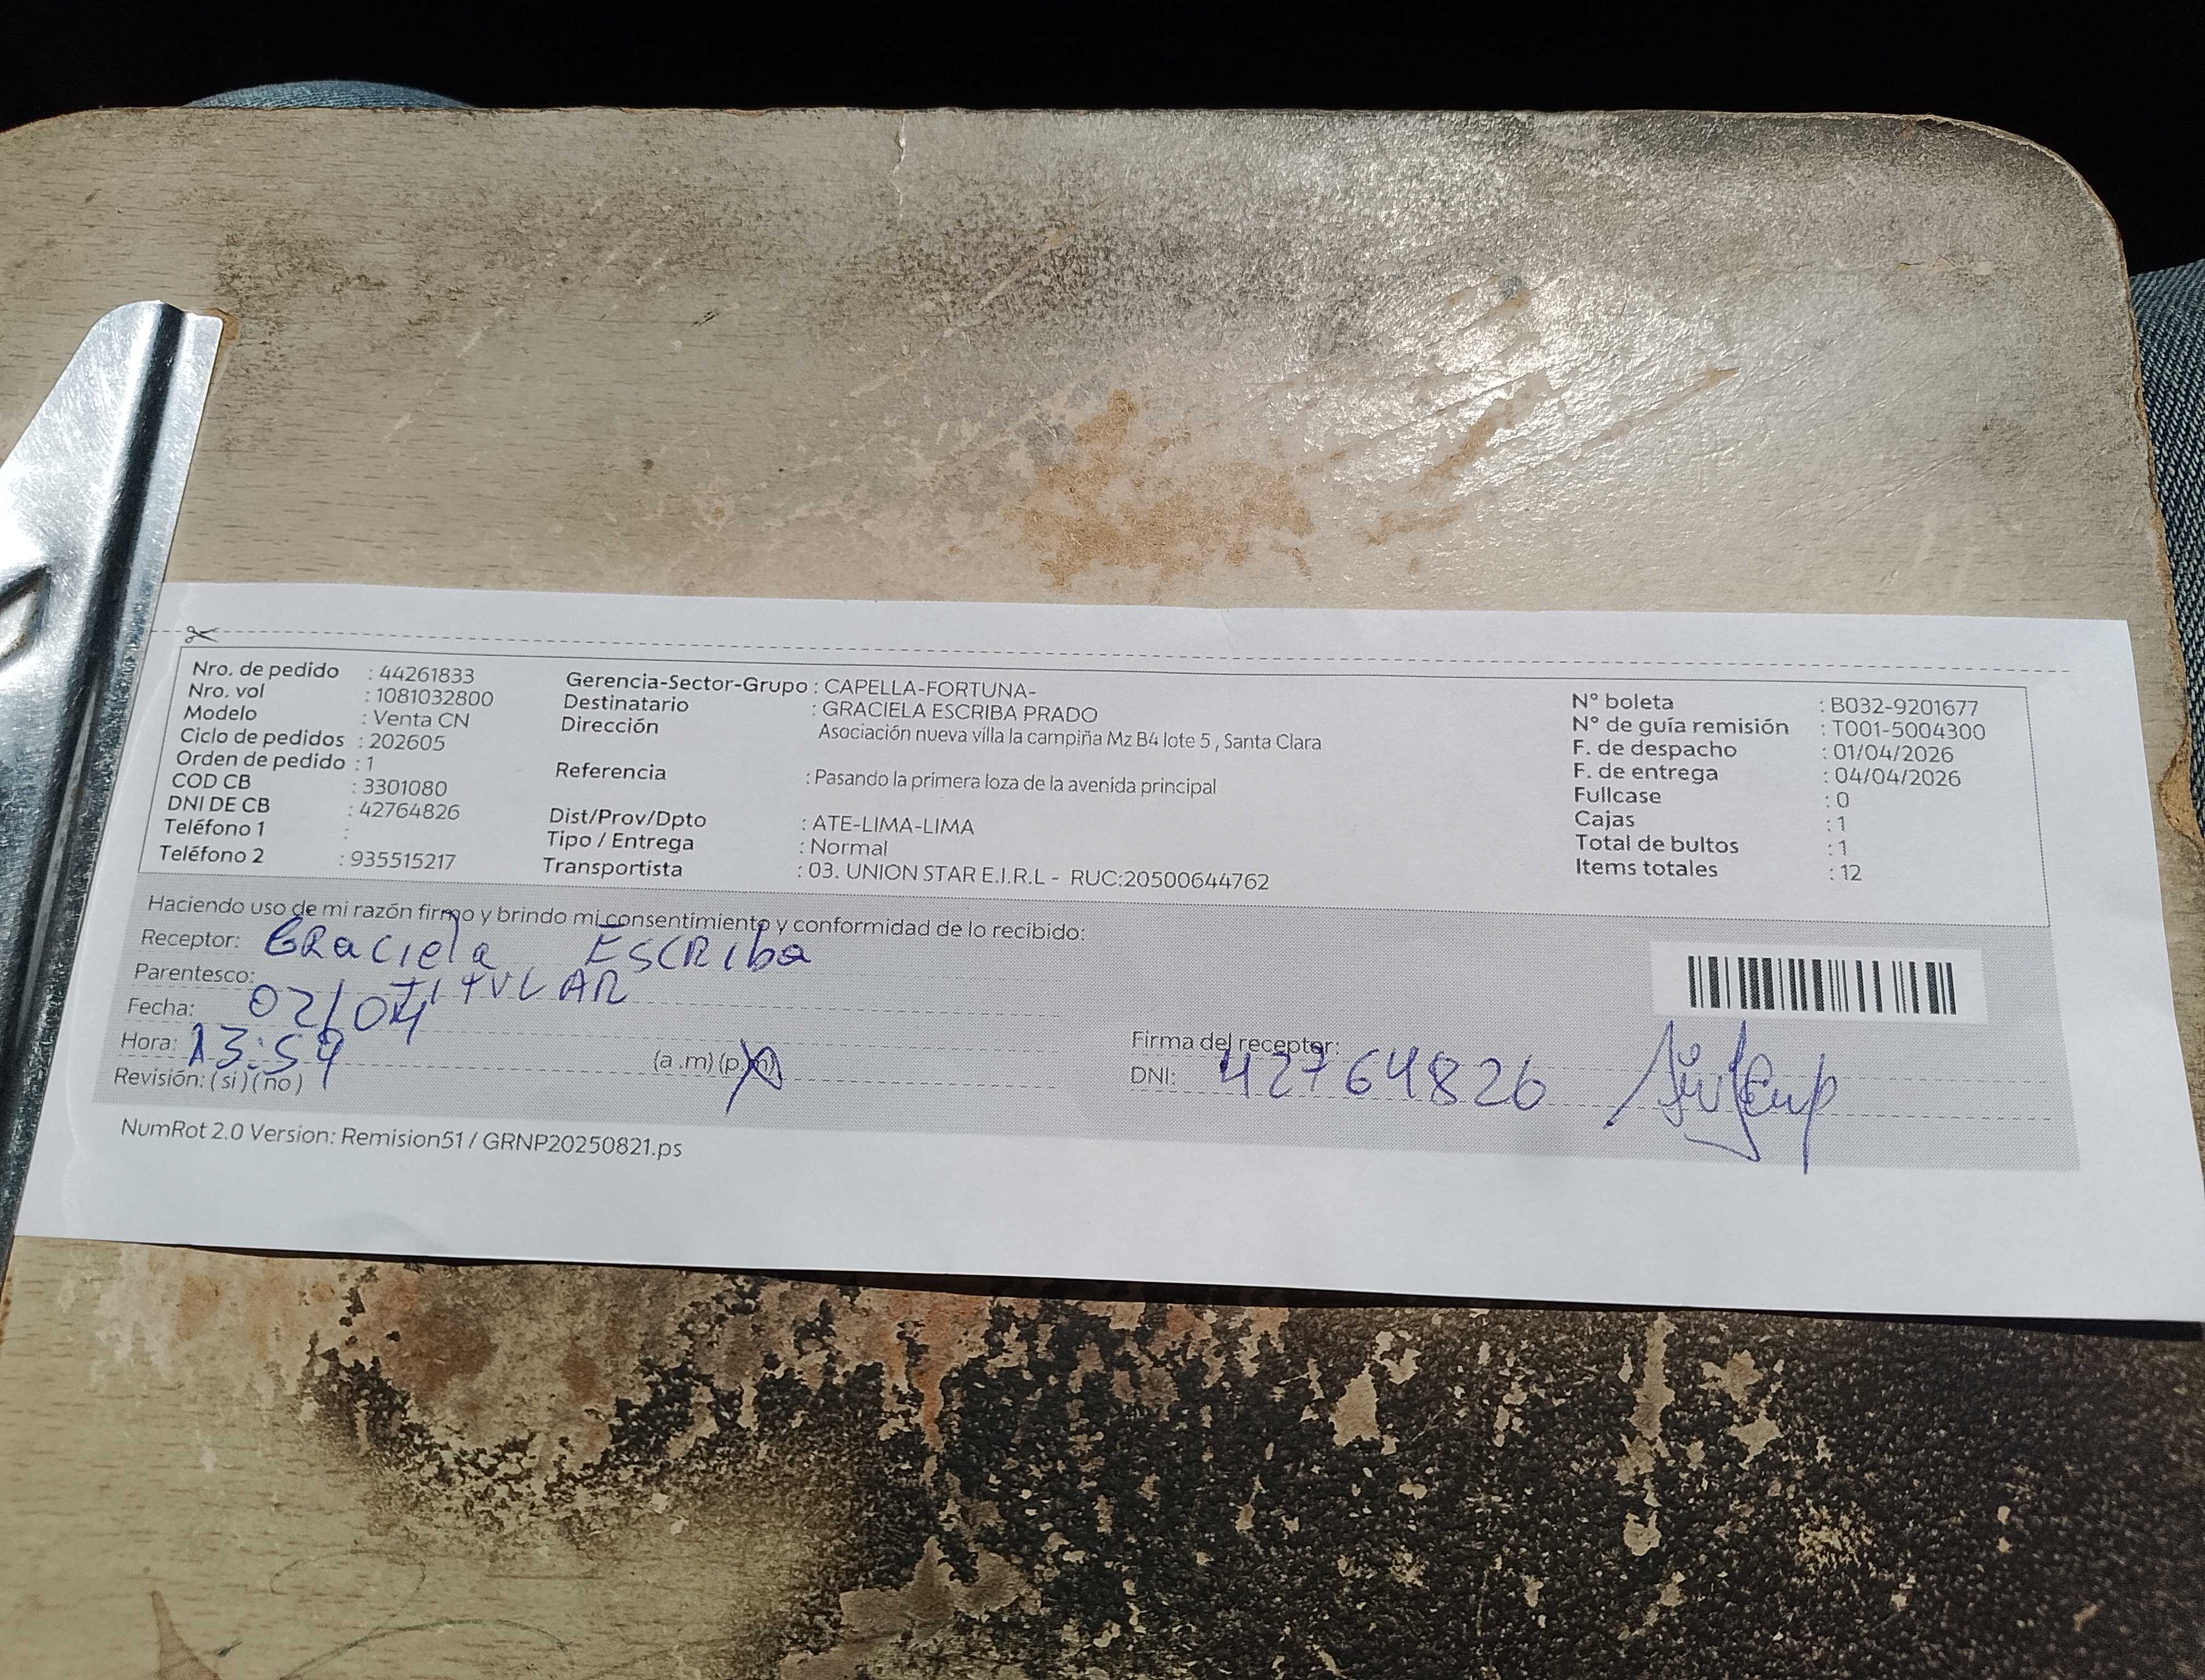 Nro. de pedido : 44261833
Nro. vol : 1081032800
Modelo : Venta CN
Ciclo de pedidos : 202605
Orden de pedido : 1
COD CB : 3301080
DNI DE CB : 42764826
Teléfono 1 :
Teléfono 2 : 935515217
Gerencia-Sector-Grupo : CAPELLA-FORTUNA-
Destinatario : GRACIELA ESCRIBA PRADO
Dirección Asociación nueva villa la campiña Mz B4 lote 5 , Santa Clara
Referencia : Pasando la primera loza de la avenida principal
Dist/Prov/Dpto : ATE-LIMA-LIMA
Tipo / Entrega : Normal
Transportista : 03. UNION STAR E.I.R.L - RUC:20500644762
N° boleta : B032-9201677
N° de guía remisión : T001-5004300
F. de despacho : 01/04/2026
F. de entrega : 04/04/2026
Fullcase : 0
Cajas : 1
Total de bultos : 1
Items totales : 12
Haciendo uso de mi razón firmo y brindo mi consentimiento y conformidad de lo recibido:
Receptor: Graciela Escriba
Parentesco: TITULAR
Fecha: 02/04
Hora: 13:59 (a .m) (p.m)
Revisión: ( si ) ( no )
Firma del receptor:
DNI: 42764826
NumRot 2.0 Version: Remision51 / GRNP20250821.ps